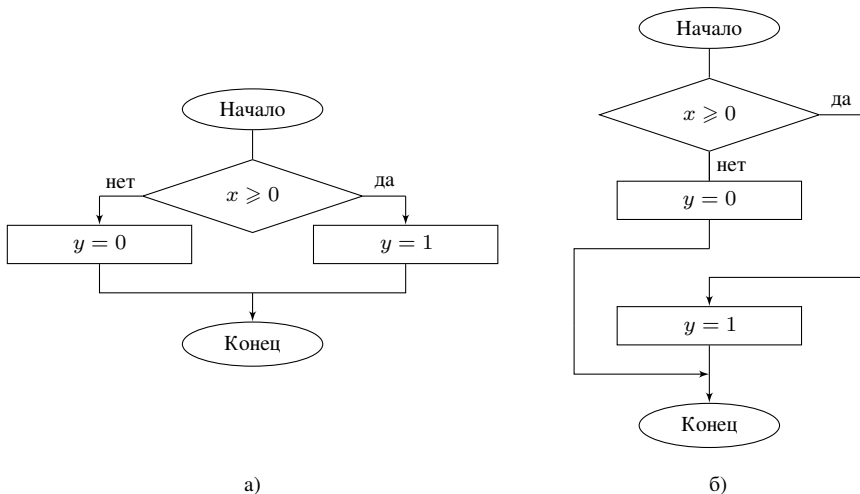 Начало
x ⩾ 0
нет
да
y = 0
y = 1
Конец
а)
Начало
x ⩾ 0
да
нет
y = 0
y = 1
Конец
б)